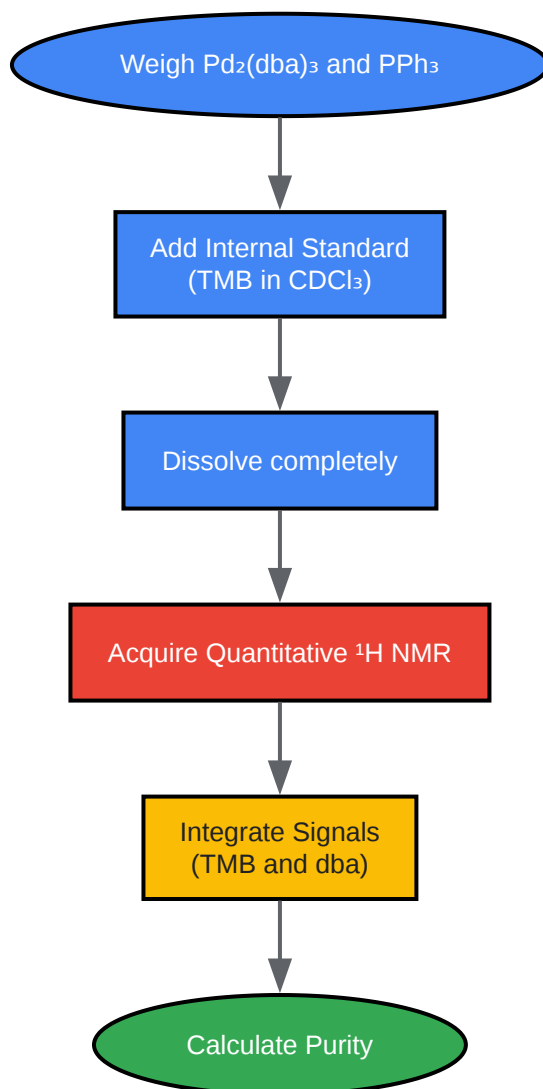 Weigh Pd₂(dba)₃ and PPh₃
Add Internal Standard
(TMB in CDCl₃)
Dissolve completely
Acquire Quantitative ¹H NMR
Integrate Signals
(TMB and dba)
Calculate Purity